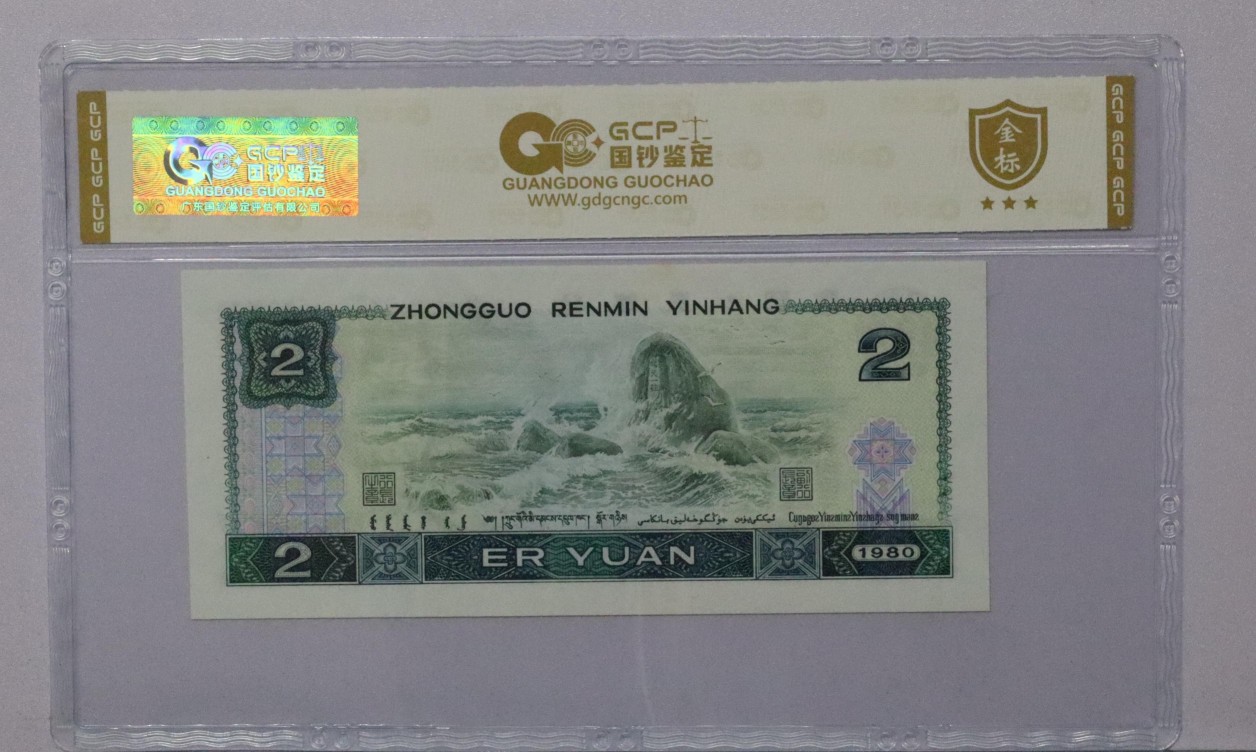 GCP GCP GCP
GCP
国钞鉴定
GUANGDONG GUOCHAO
广东国钞鉴定评估有限公司
GCP
国钞鉴定
GUANGDONG GUOCHAO
WWW.gdgcngc.com
金
标
GCP GCP GCP
ZHONGGUO RENMIN YINHANG
2
2
2
ER YUAN
1980